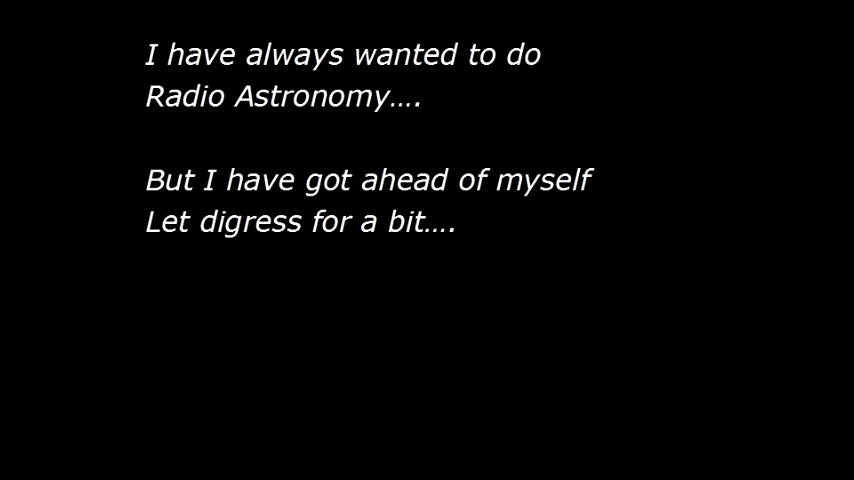 I have always wanted to do
Radio Astronomy….
But I have got ahead of myself
Let digress for a bit….